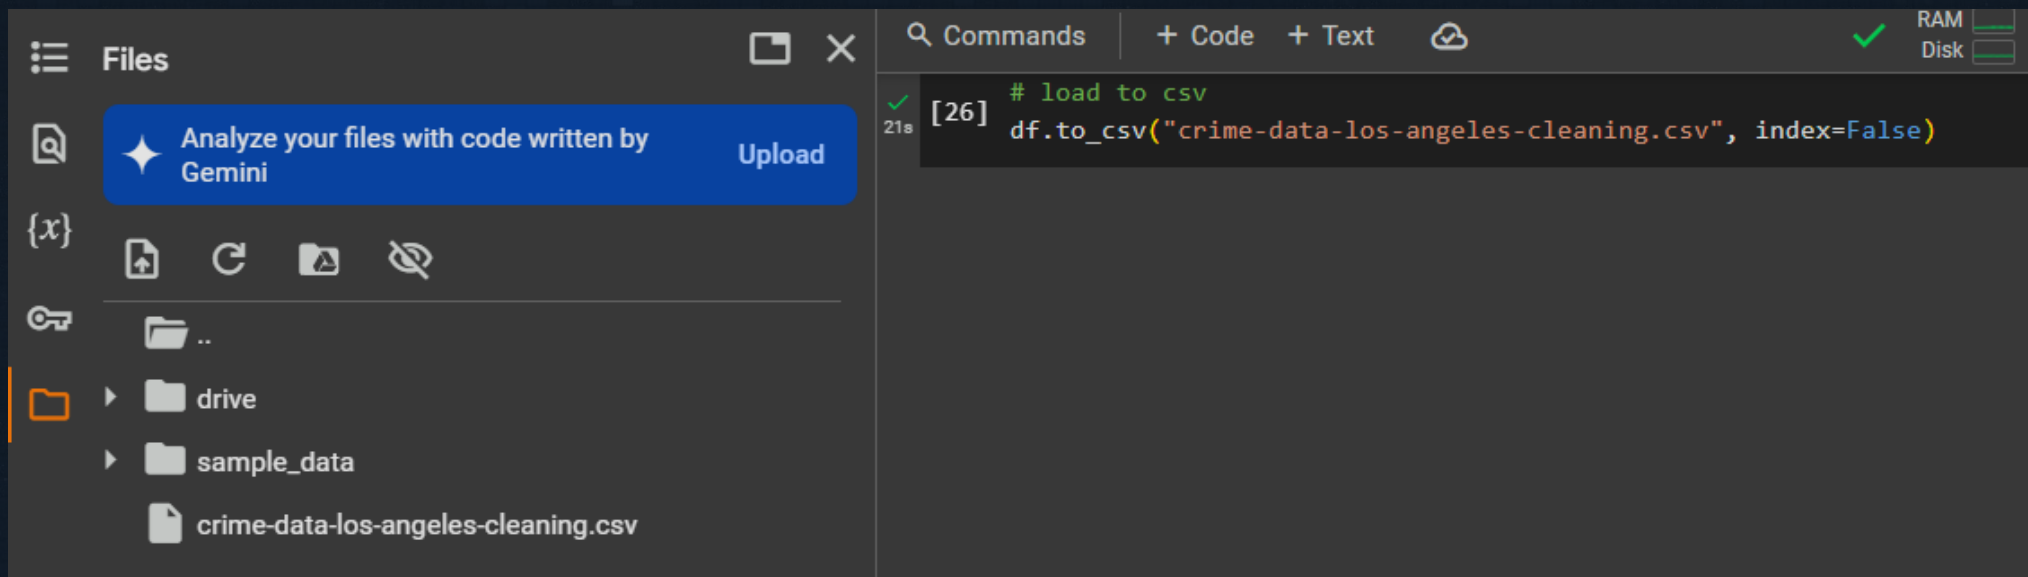 Files
Analyze your files with code written by
Gemini
Upload
{x}
..
drive
sample_data
crime-data-los-angeles-cleaning.csv
Commands
+ Code
+ Text
RAM
Disk
21s
[26]
# load to csv
df.to_csv("crime-data-los-angeles-cleaning.csv", index=False)